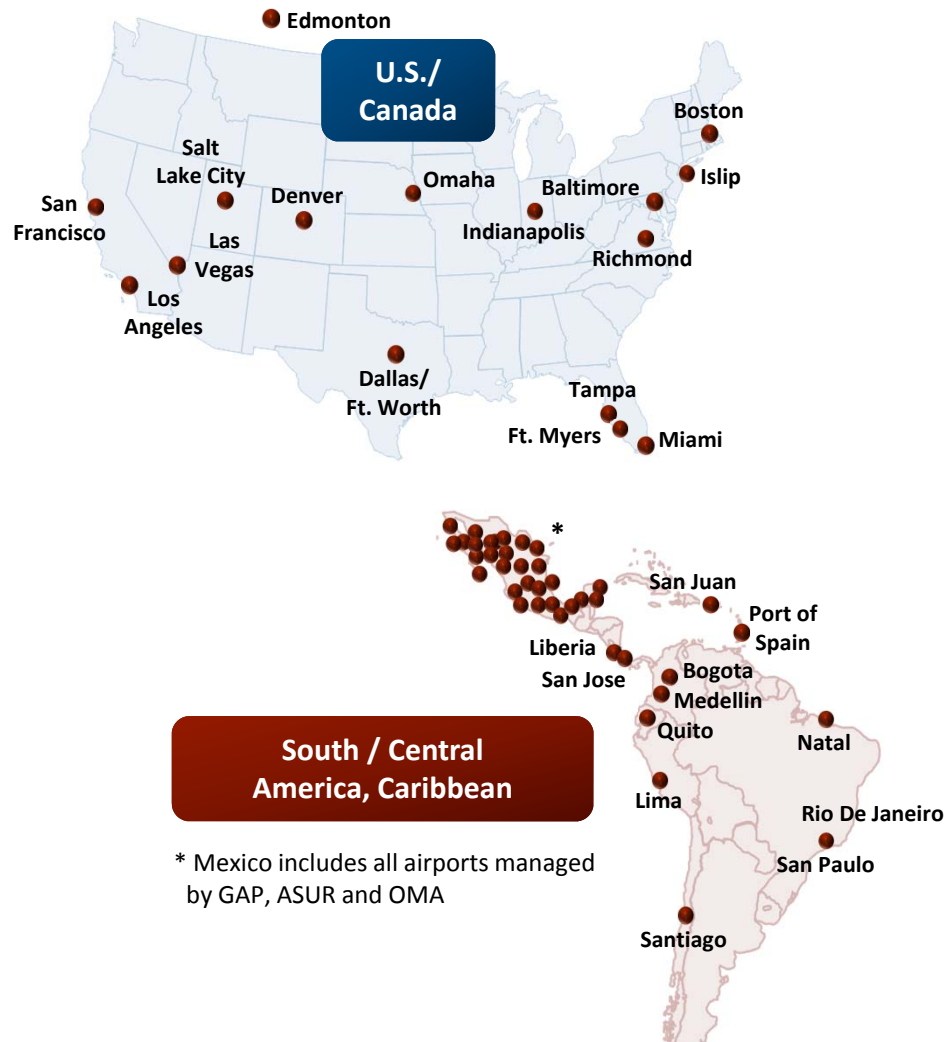 Edmonton
U.S./
Canada
Boston
Salt
Lake City
Islip
Omaha
Baltimore
Denver
San
Francisco
Indianapolis
Las
Vegas
Richmond
Los
Angeles
Dallas/
Ft. Worth
Tampa
Ft. Myers
Miami
*
San Juan
Port of
Spain
Liberia
San Jose
Bogota
Medellin
Quito
Natal
South / Central
America, Caribbean
Lima
Rio De Janeiro
San Paulo
* Mexico includes all airports managed
by GAP, ASUR and OMA
Santiago